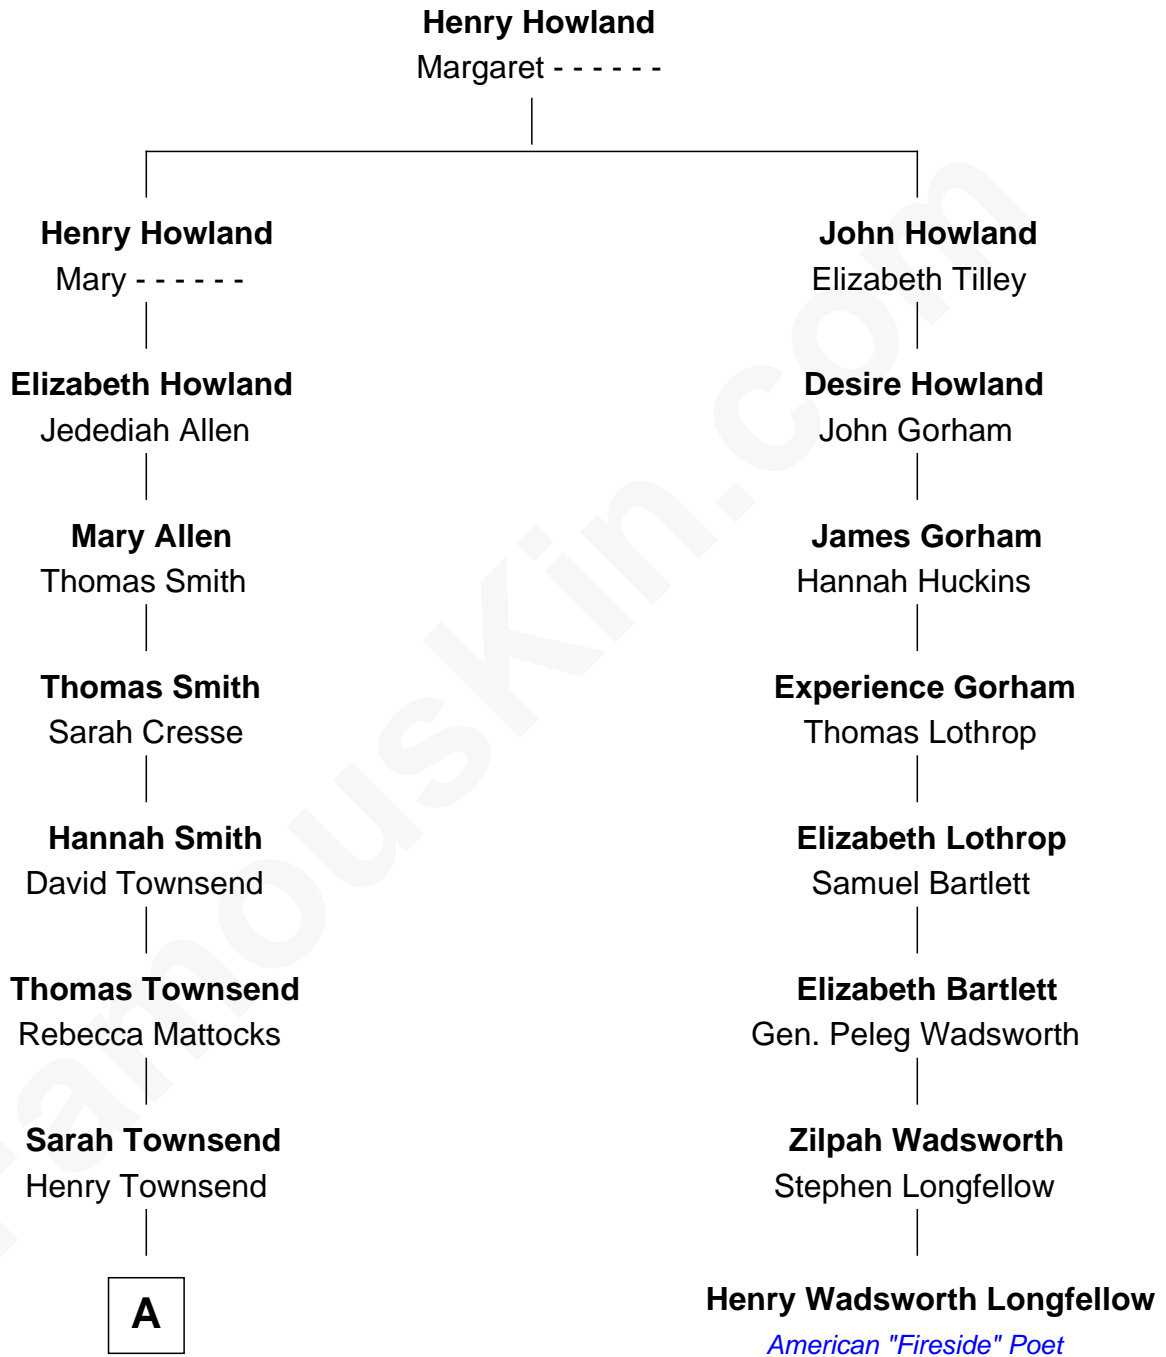 Henry Howland
Margaret - - - - - -
Henry Howland
Mary - - - - - -
John Howland
Elizabeth Tilley
Elizabeth Howland
Jedediah Allen
Desire Howland
John Gorham
Mary Allen
Thomas Smith
James Gorham
Hannah Huckins
Thomas Smith
Sarah Cresse
Experience Gorham
Thomas Lothrop
Hannah Smith
David Townsend
Elizabeth Lothrop
Samuel Bartlett
Thomas Townsend
Rebecca Mattocks
Elizabeth Bartlett
Gen. Peleg Wadsworth
Sarah Townsend
Henry Townsend
Zilpah Wadsworth
Stephen Longfellow
A
Henry Wadsworth Longfellow
American "Fireside" Poet
FamousKin.com